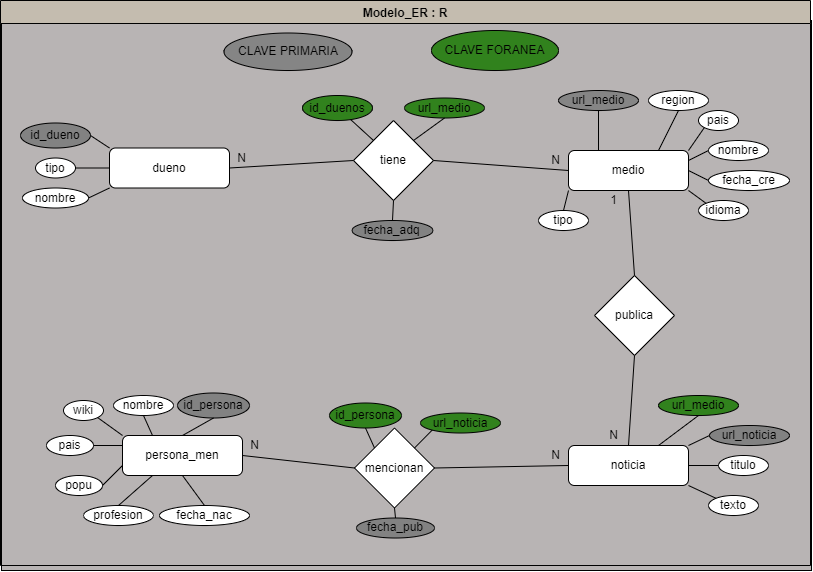 Modelo_ER : R
CLAVE PRIMARIA
CLAVE FORANEA
id_duenos
url_medio
url_medio
region
pais
id_dueno
tipo
nombre
N
dueno
tiene
N
medio
nombre
fecha_cre
idioma
tipo
1
fecha_adq
publica
wiki
nombre
id_persona
id_persona
url_noticia
url_medio
N
url_noticia
pais
N
persona_men
mencionan
N
noticia
titulo
popu
profesion
fecha_nac
fecha_pub
texto